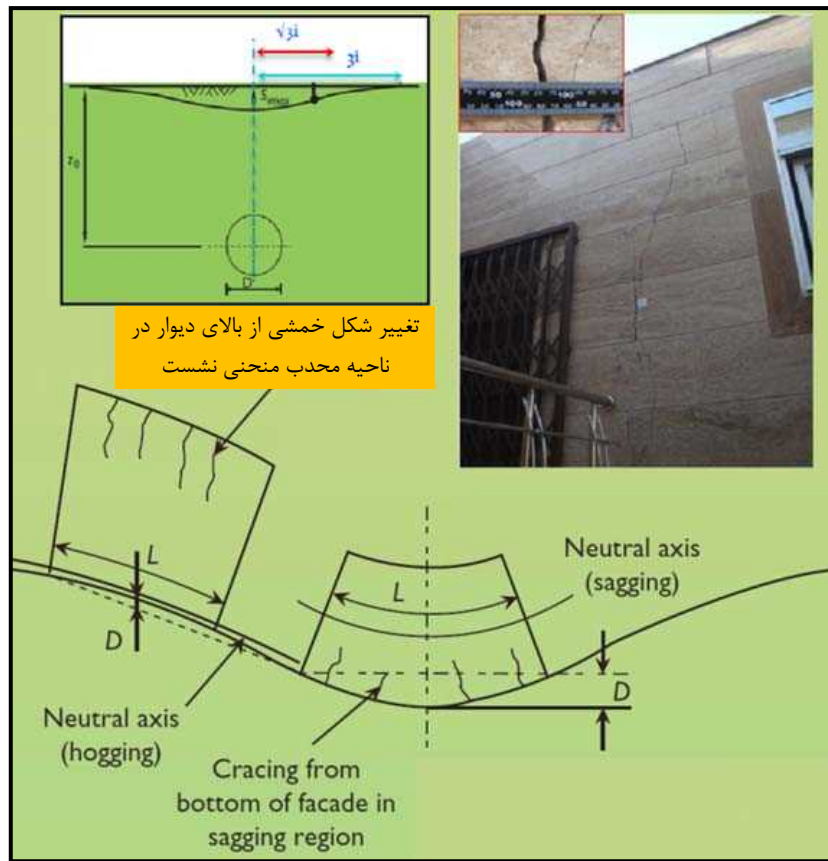 √3i
3i
Smax
z₀
D
تغییر شکل خمشی از بالای دیوار در
ناحیه محدب منحنی نشست
L
D
Neutral axis
(sagging)
L
D
Neutral axis
(hogging)
Cracing from
bottom of facade in
sagging region